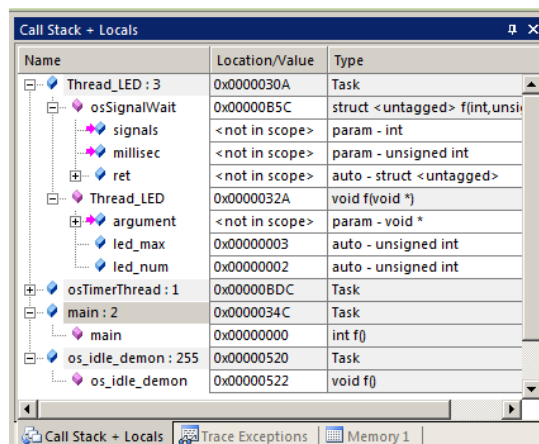 Call Stack + Locals
Name Location/Value Type
Thread_LED : 3 0x0000030A Task
osSignalWait 0x00000B5C struct <untagged> f(int,unsi
signals <not in scope> param - int
millisec <not in scope> param - unsigned int
ret <not in scope> auto - struct <untagged>
Thread_LED 0x0000032A void f(void *)
argument <not in scope> param - void *
led_max 0x00000003 auto - unsigned int
led_num 0x00000002 auto - unsigned int
osTimerThread : 1 0x00000BDC Task
main : 2 0x0000034C Task
main 0x00000000 int f()
os_idle_demon : 255 0x00000520 Task
os_idle_demon 0x00000522 void f()
Call Stack + Locals Trace Exceptions Memory 1